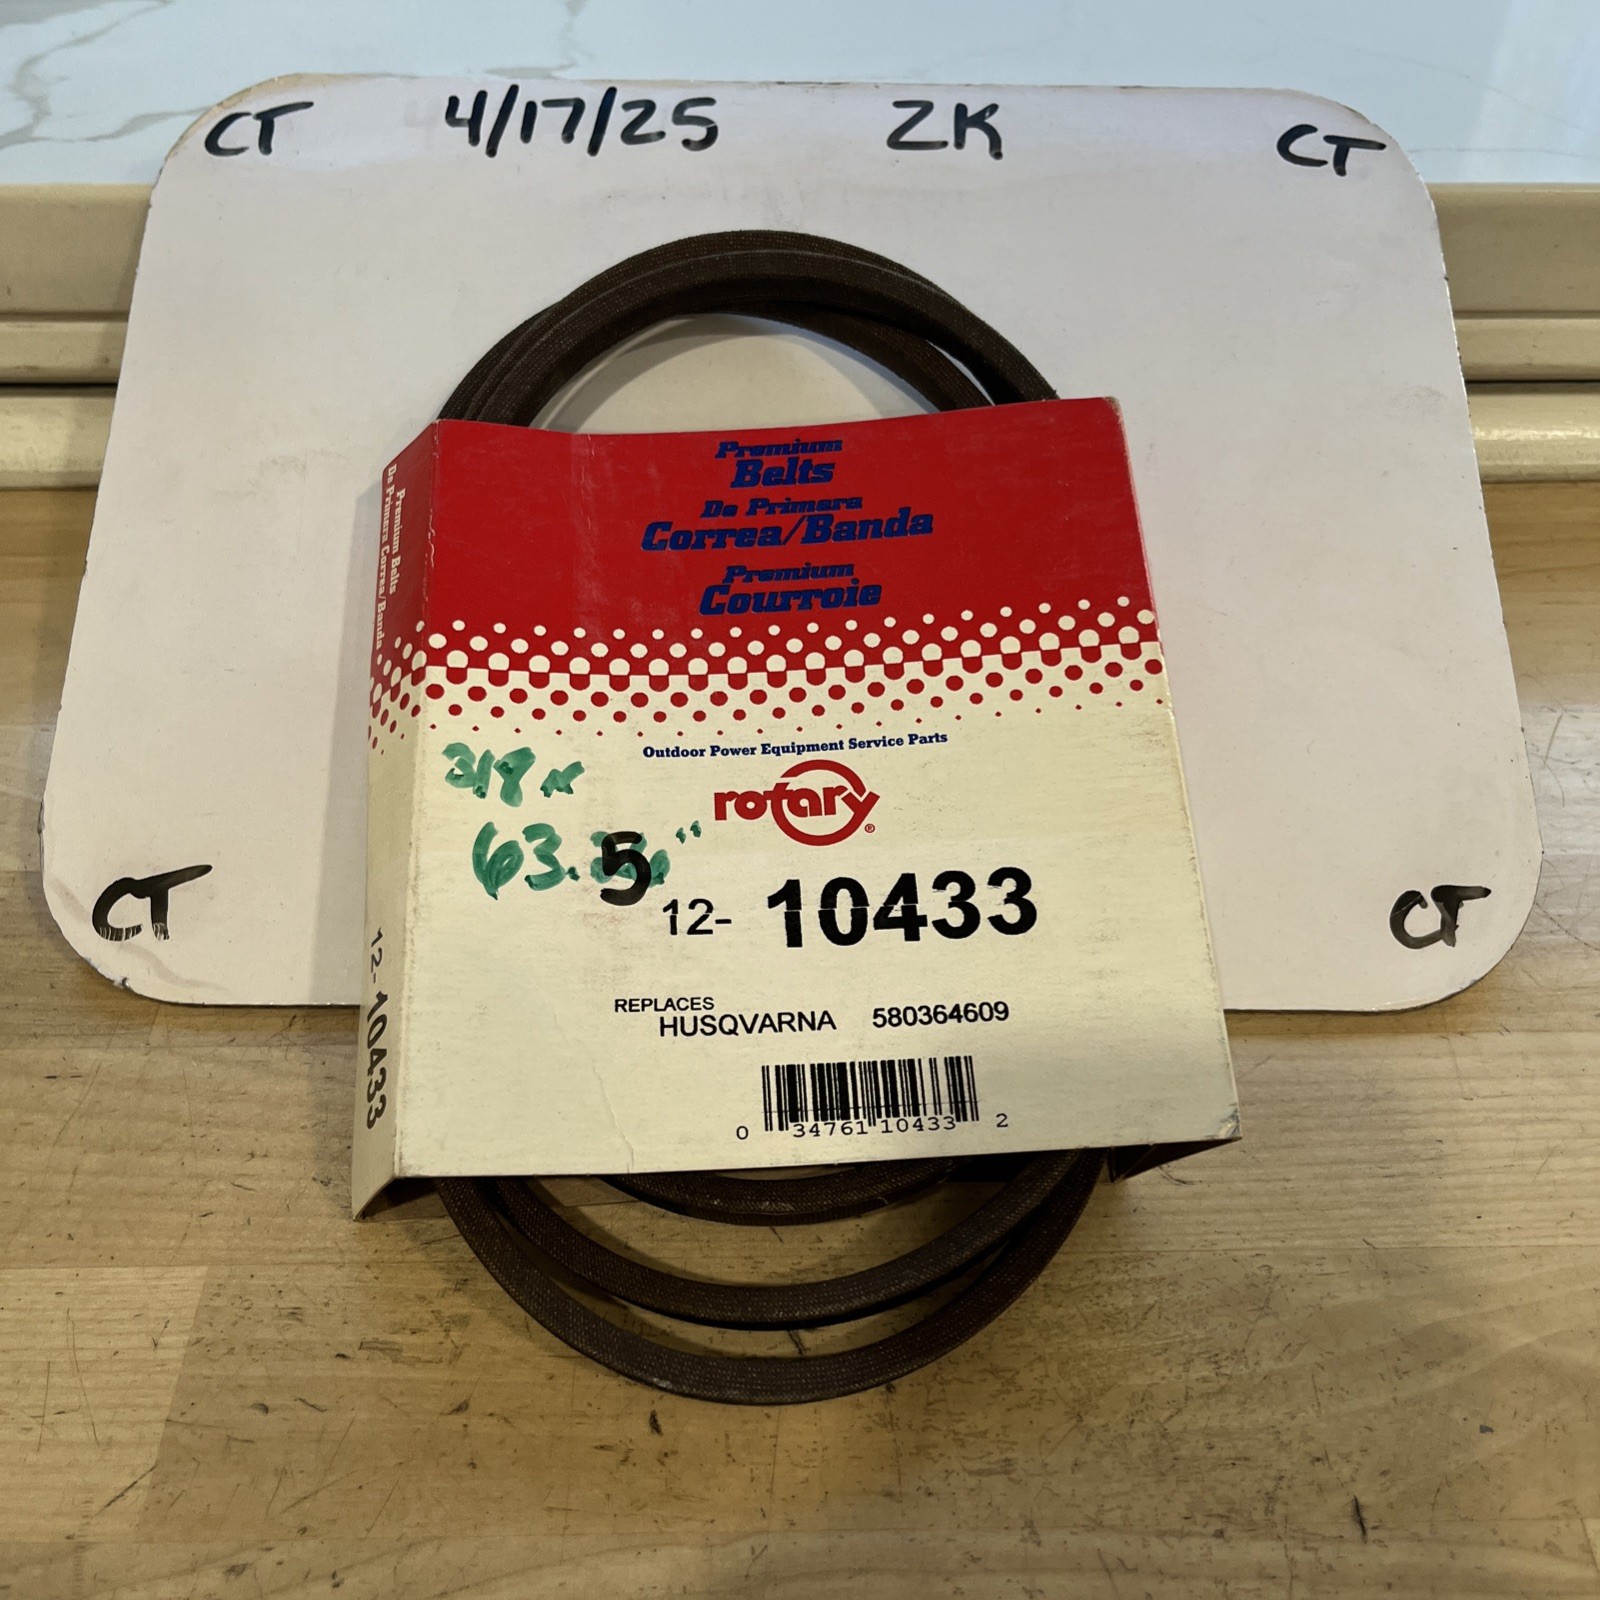 CT 4/17/25 ZK CT
Premium
Belts
De Primera
Correa/Banda
Premium
Courroie
Premium Belts
De Primera Correa/Banda
Outdoor Power Equipment Service Parts
rotary®
63.5"
12- 10433
12-10433
REPLACES
HUSQVARNA 580364609
0 34761 10433 2
CT CT